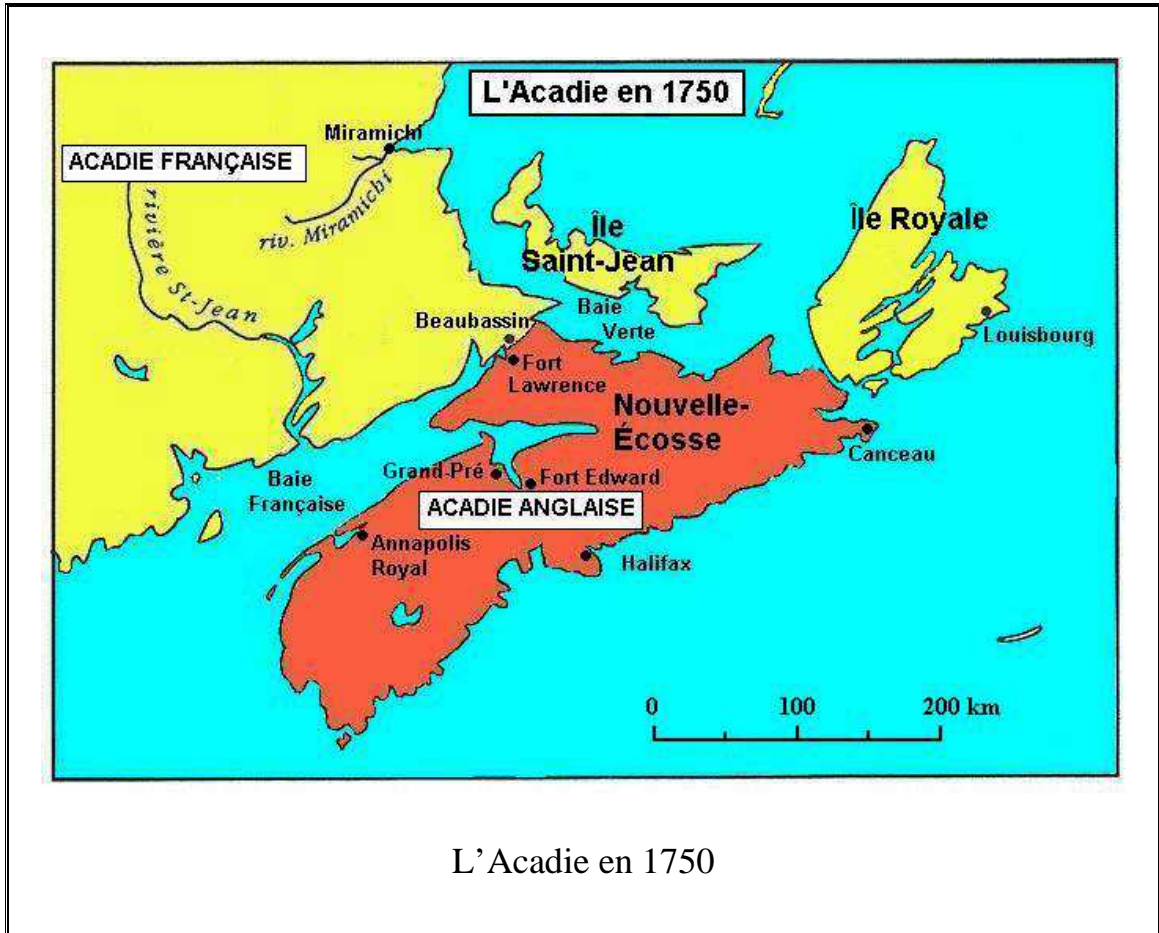 L'Acadie en 1750
Miramichi
ACADIE FRANÇAISE
riv. Miramichi
rivière St-Jean
Île
Saint-Jean
Île Royale
Baie
Verte
Beaubassin
Louisbourg
Fort
Lawrence
Nouvelle-
Écosse
Canceau
Grand-Pré
Fort Edward
Baie
Française
ACADIE ANGLAISE
Annapolis
Royal
Halifax
0 100 200 km
L’Acadie en 1750